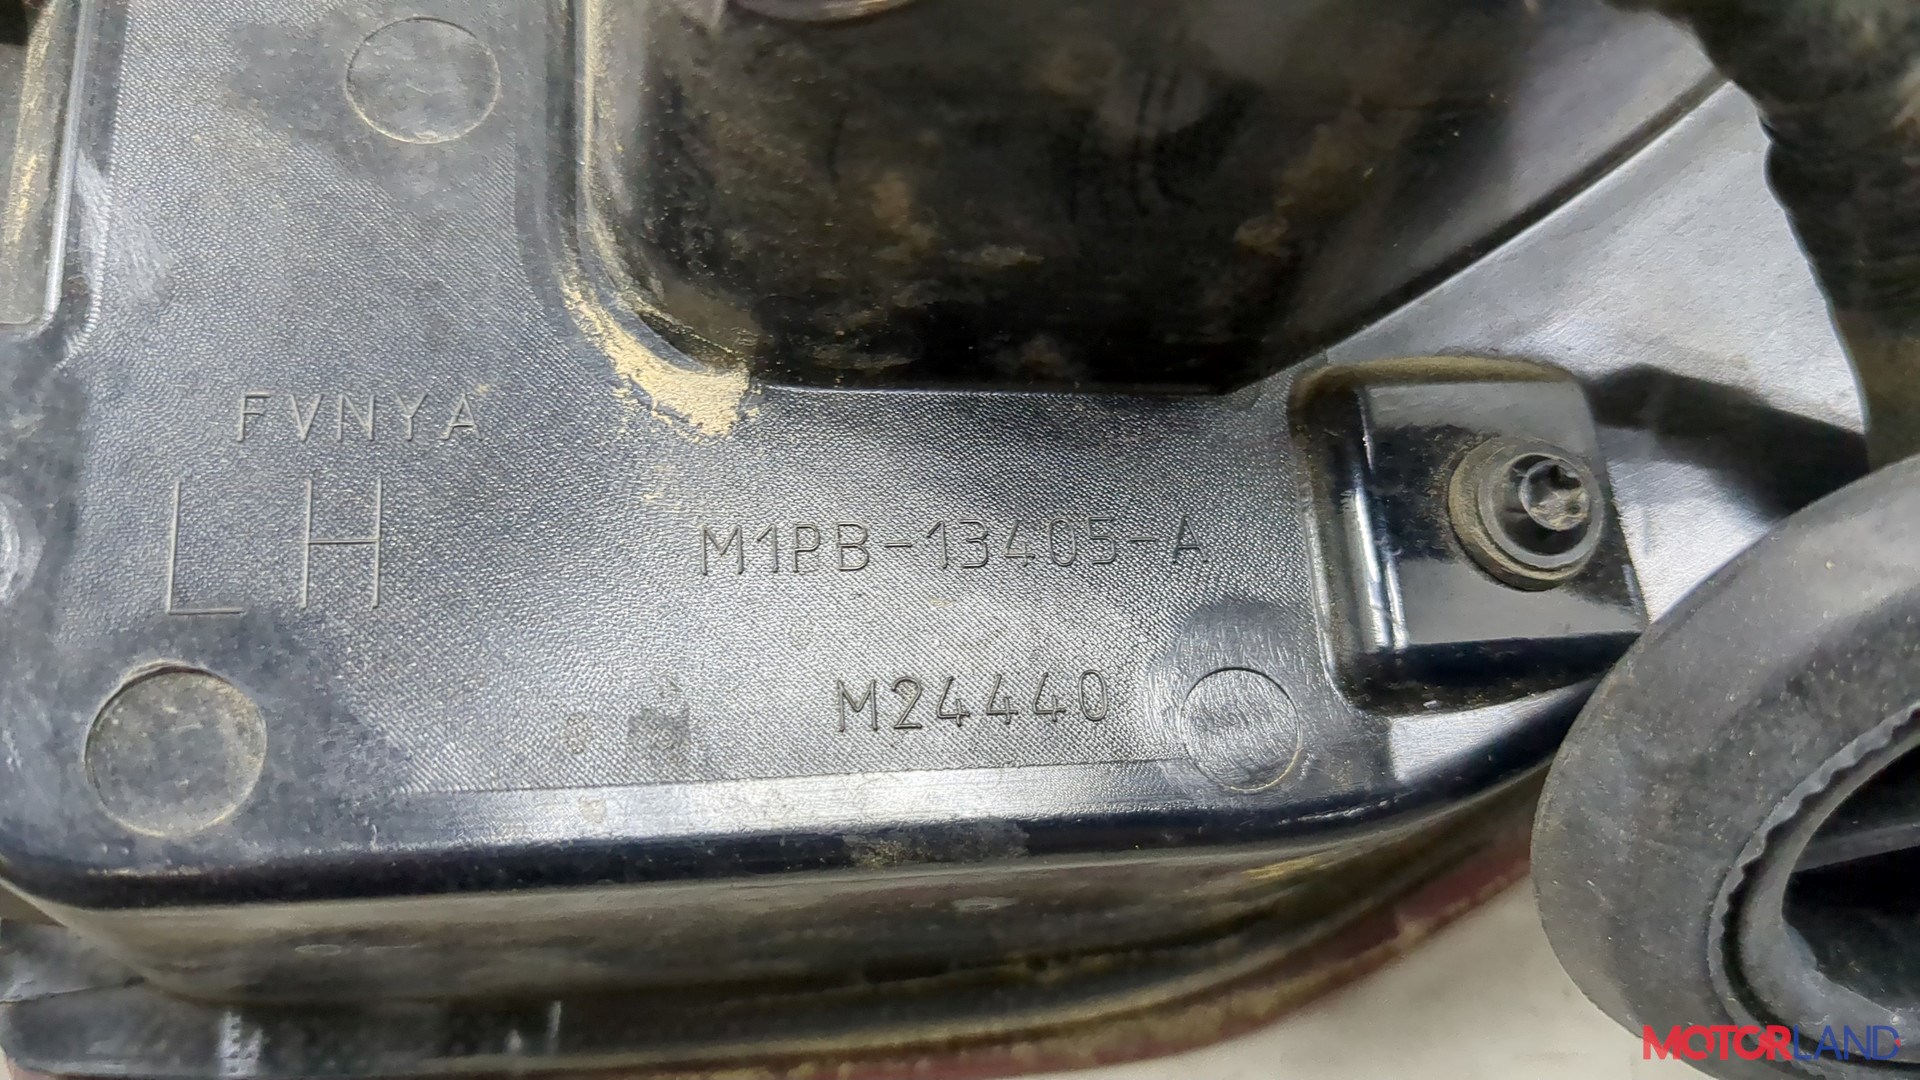 FVNYA
LH
M1PB-13405-A
M24440
MOTORLAND